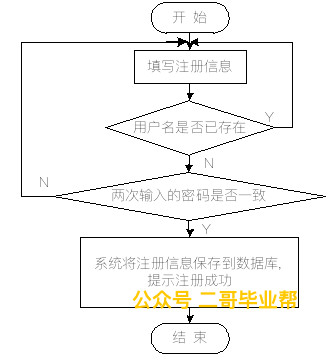 开 始
填写注册信息
用户名是否已存在
Y
N
N
两次输入的密码是否一致
Y
系统将注册信息保存到数据库,
提示注册成功
公众号 二哥毕业帮
结 束